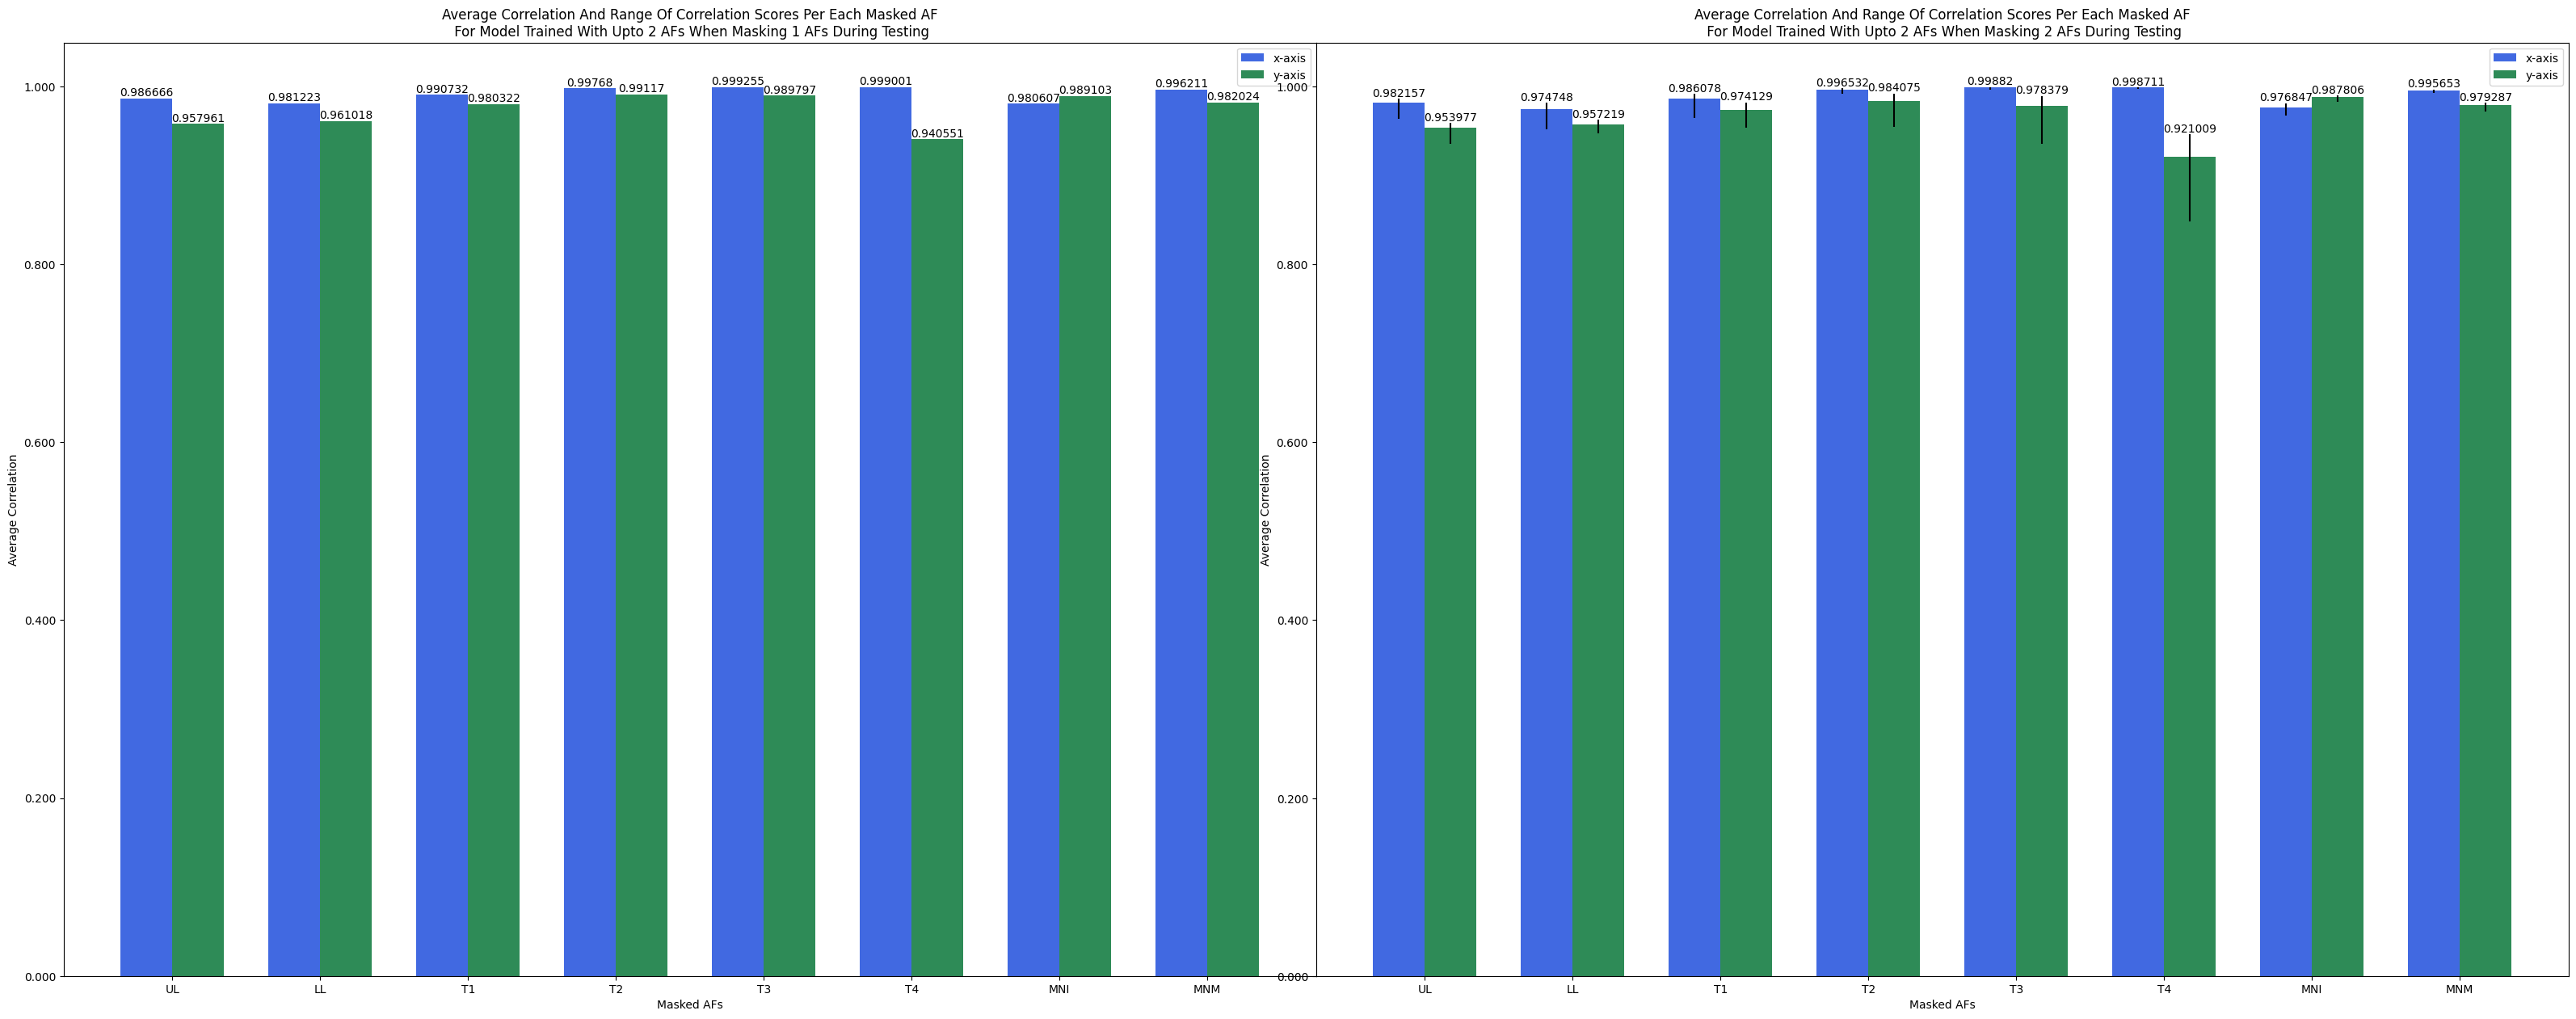 Average Correlation And Range Of Correlation Scores Per Each Masked AF
For Model Trained With Upto 2 AFs When Masking 1 AFs During Testing
x-axis
y-axis
1.000
0.800
0.600
0.400
0.200
0.000
Average Correlation
0.986666
0.957961
0.981223
0.961018
0.990732
0.980322
0.99768
0.99117
0.999255
0.989797
0.999001
0.940551
0.980607
0.989103
0.996211
0.982024
UL
LL
T1
T2
T3
T4
MNI
MNM
Masked AFs
Average Correlation And Range Of Correlation Scores Per Each Masked AF
For Model Trained With Upto 2 AFs When Masking 2 AFs During Testing
x-axis
y-axis
1.000
0.800
0.600
0.400
0.200
0.000
Average Correlation
0.982157
0.953977
0.974748
0.957219
0.986078
0.974129
0.996532
0.984075
0.99882
0.978379
0.998711
0.921009
0.976847
0.987806
0.995653
0.979287
UL
LL
T1
T2
T3
T4
MNI
MNM
Masked AFs